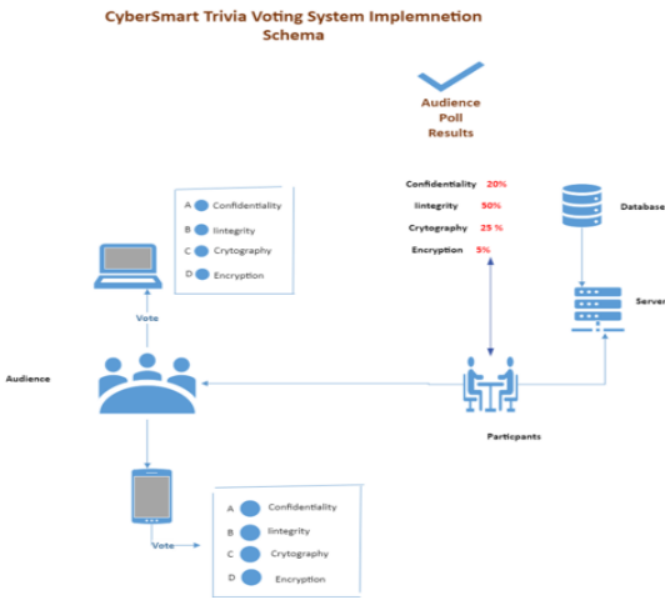 CyberSmart Trivia Voting System Implemnetion
Schema
Audience
Poll
Results
Confidentiality 20%
Iintegrity 50%
Crytography 25 %
Encryption 5%
Database
Server
A Confidentiality
B Iintegrity
C Crytography
D Encryption
Vote
Audience
Particpants
Vote
A Confidentiality
B Iintegrity
C Crytography
D Encryption